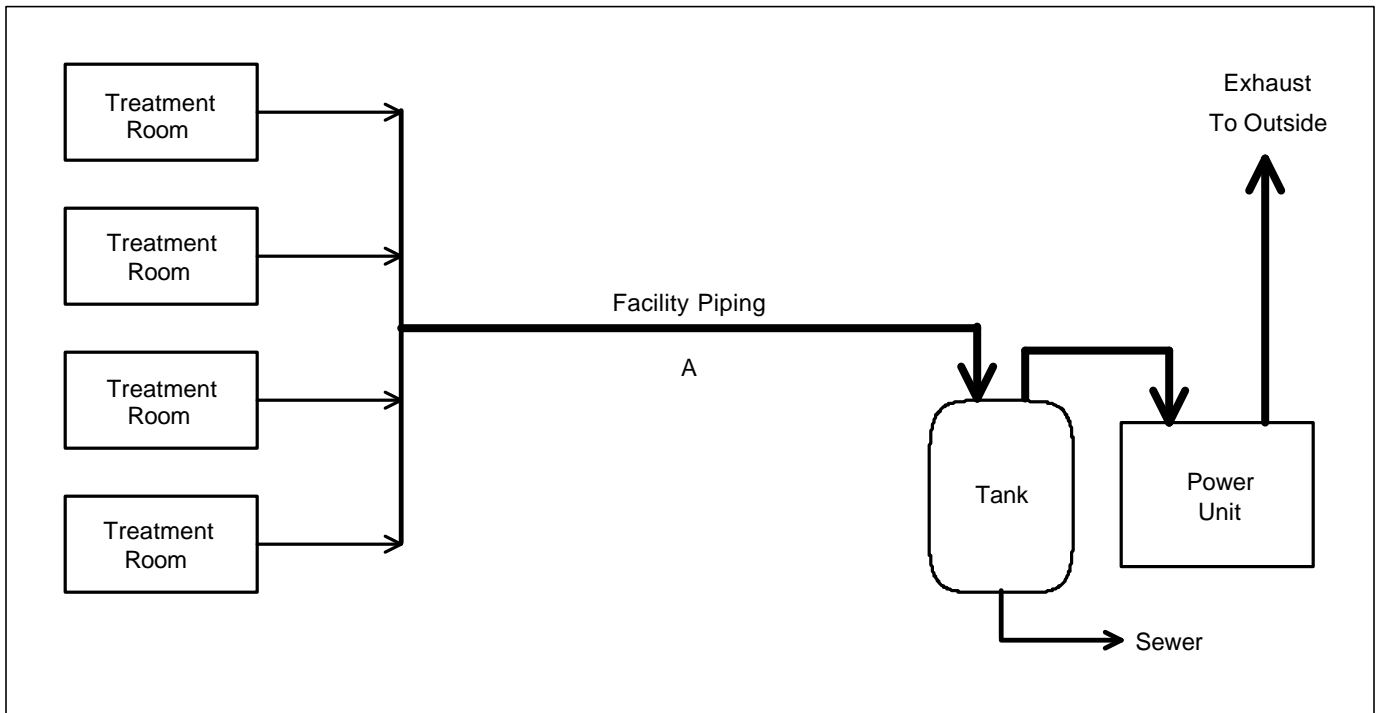 Treatment
Room
Treatment
Room
Treatment
Room
Treatment
Room
Facility Piping
A
Tank
Power
Unit
Exhaust
To Outside
Sewer